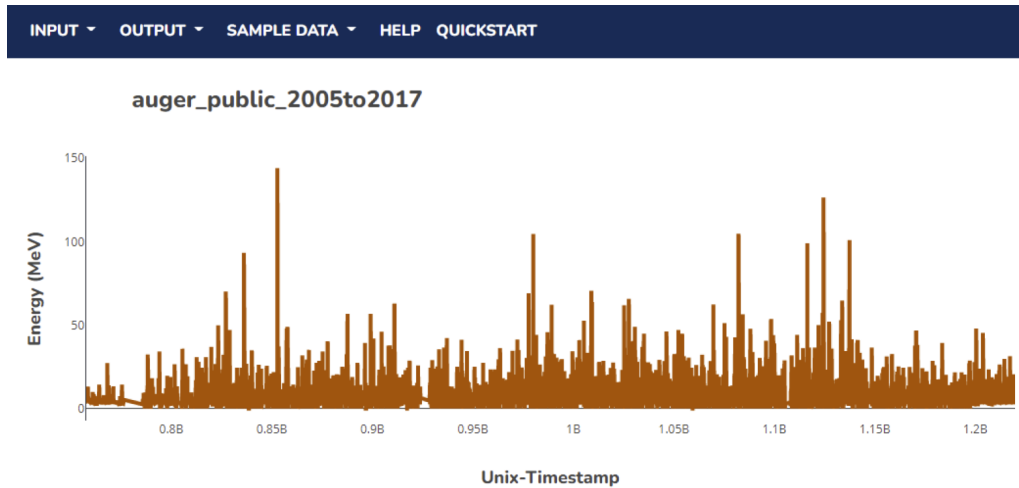 INPUT OUTPUT SAMPLE DATA HELP QUICKSTART
auger_public_2005to2017
150
100
50
0
Energy (MeV)
0.8B 0.85B 0.9B 0.95B 1B 1.05B 1.1B 1.15B 1.2B
Unix-Timestamp